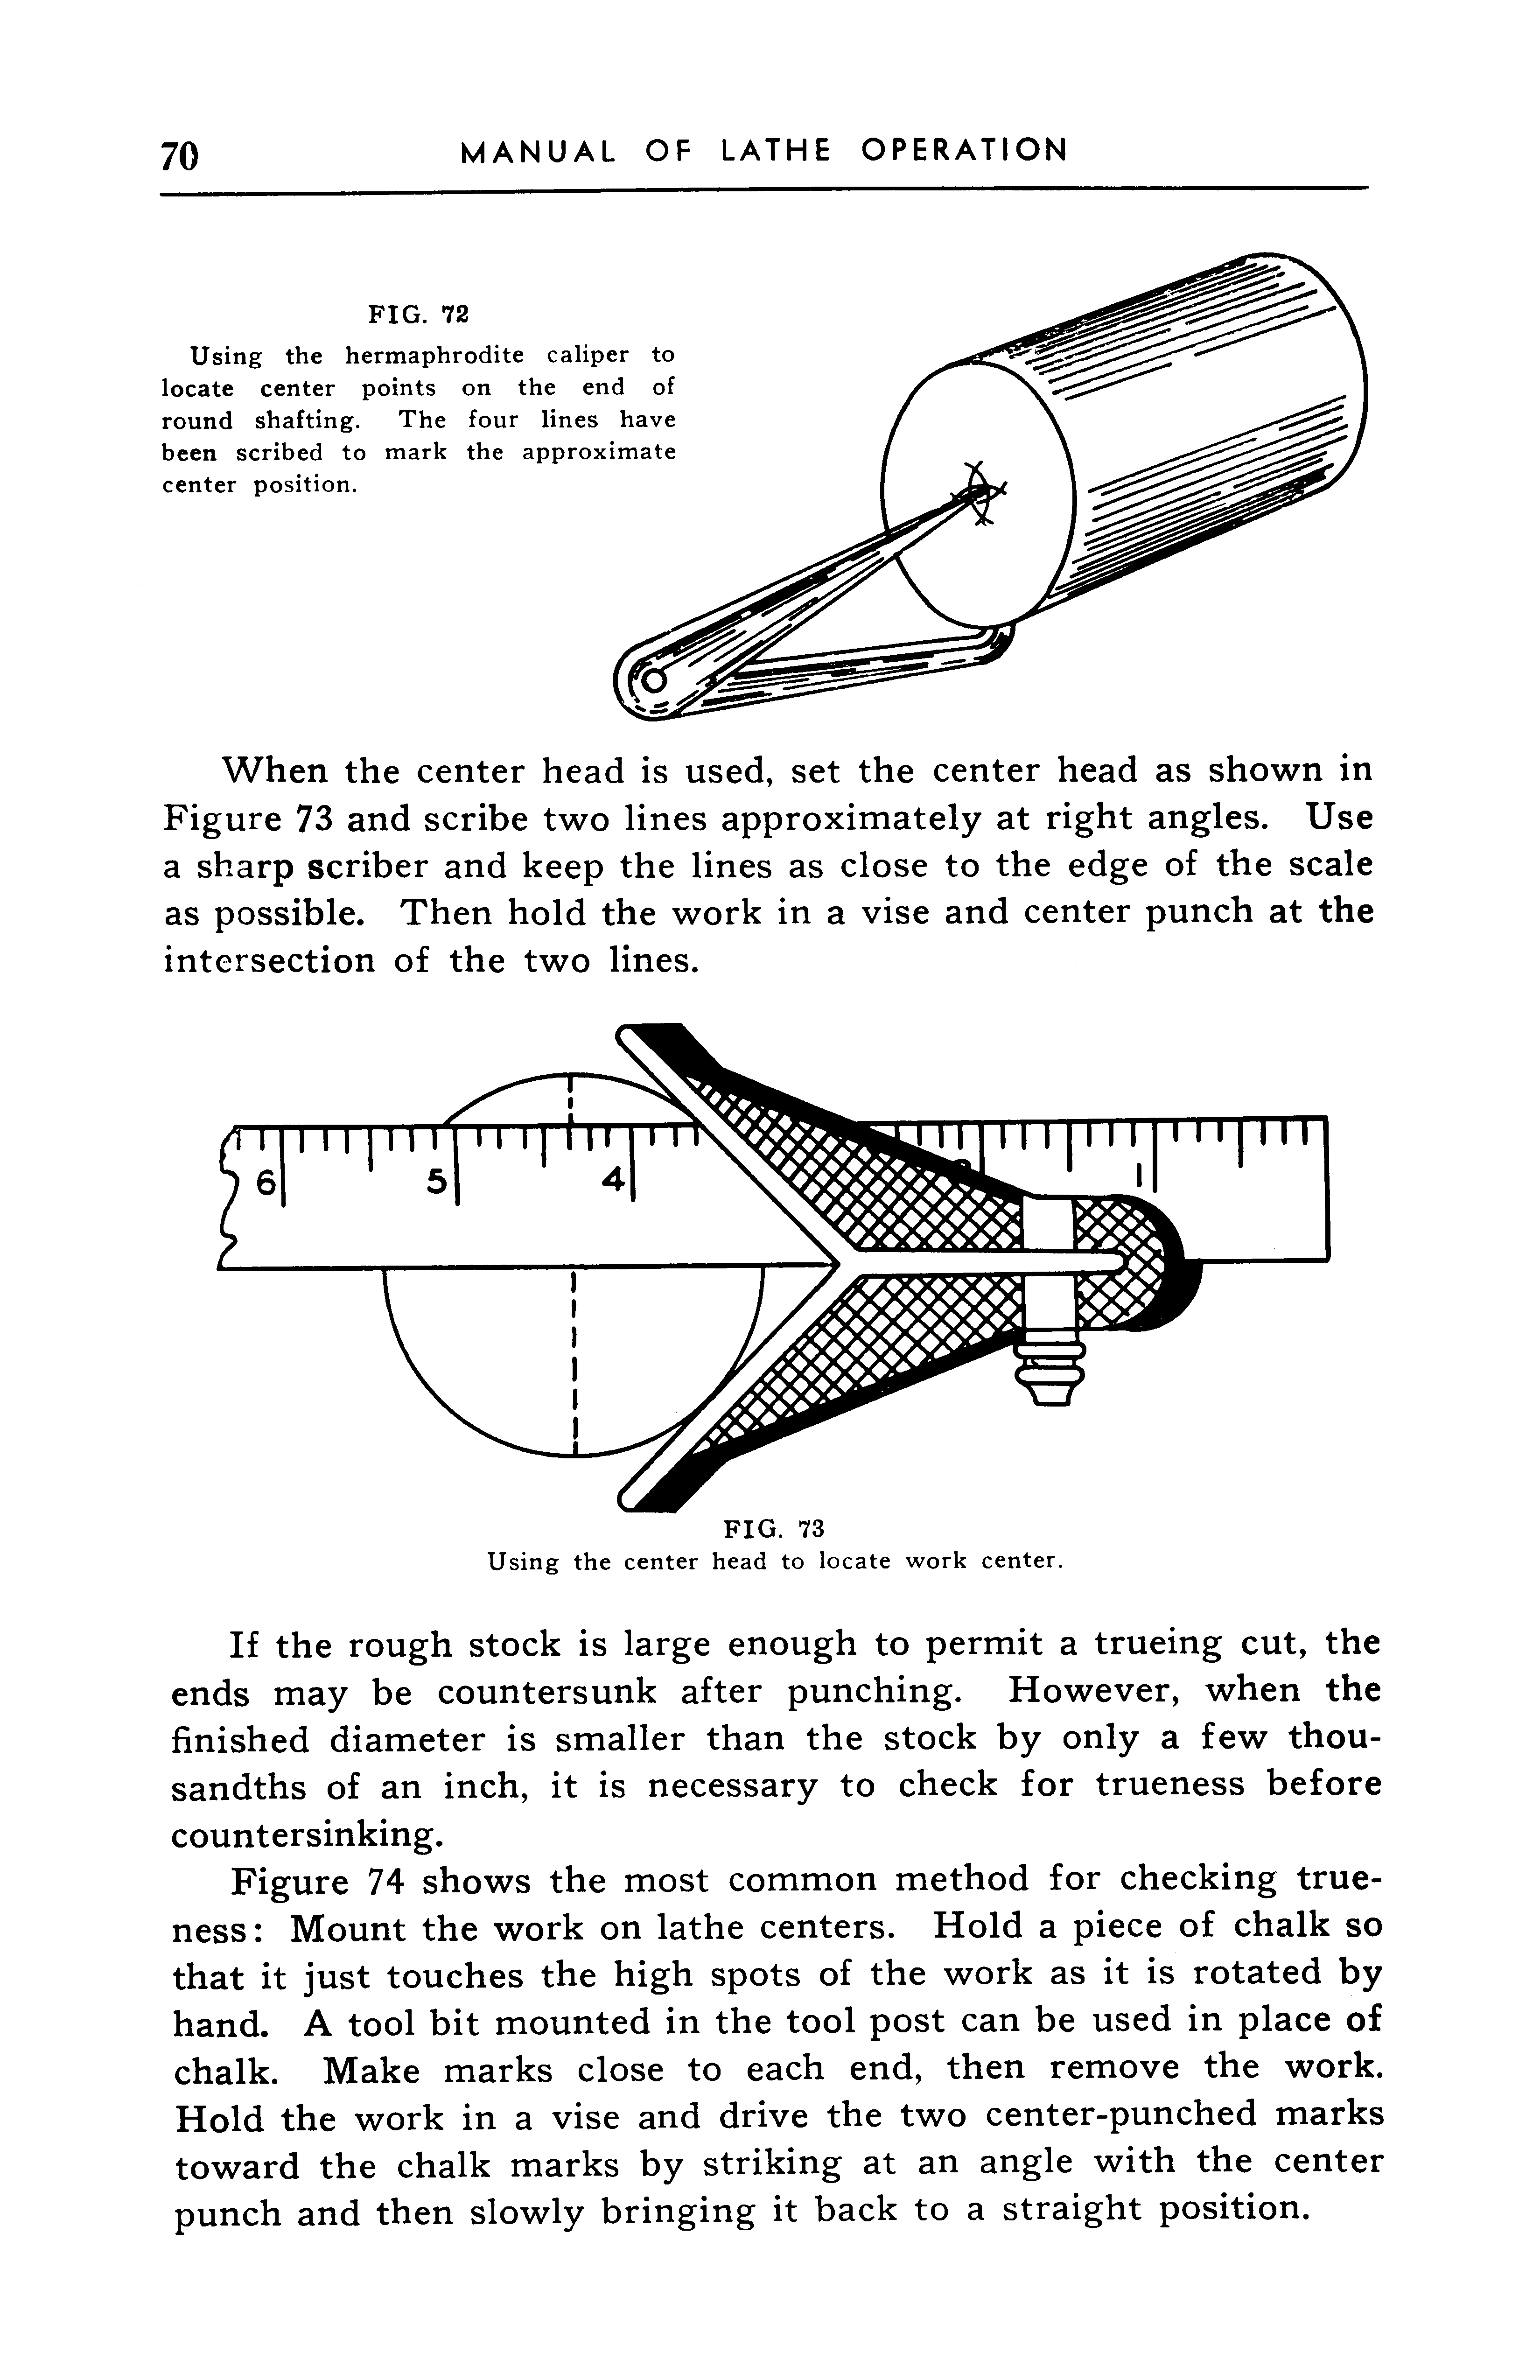 70
MANUAL OF LATHE OPERATION
FIG. 72
Using the hermaphrodite caliper to
locate center points on the end of
round shafting. The four lines have
been scribed to mark the approximate
center position.
When the center head is used, set the center head as shown in
Figure 73 and scribe two lines approximately at right angles. Use
a sharp scriber and keep the lines as close to the edge of the scale
as possible. Then hold the work in a vise and center punch at the
intersection of the two lines.
6 5 4 1
FIG. 73
Using the center head to locate work center.
If the rough stock is large enough to permit a trueing cut, the
ends may be countersunk after punching. However, when the
finished diameter is smaller than the stock by only a few thou-
sandths of an inch, it is necessary to check for trueness before
countersinking.
Figure 74 shows the most common method for checking true-
ness: Mount the work on lathe centers. Hold a piece of chalk so
that it just touches the high spots of the work as it is rotated by
hand. A tool bit mounted in the tool post can be used in place of
chalk. Make marks close to each end, then remove the work.
Hold the work in a vise and drive the two center-punched marks
toward the chalk marks by striking at an angle with the center
punch and then slowly bringing it back to a straight position.